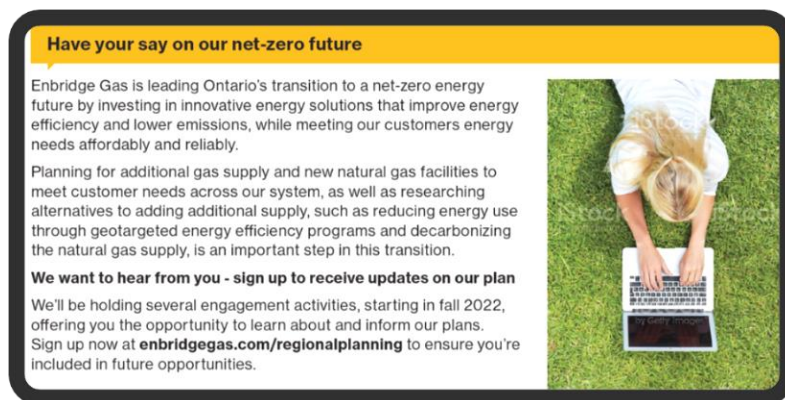 Have your say on our net-zero future
Enbridge Gas is leading Ontario's transition to a net-zero energy
future by investing in innovative energy solutions that improve energy
efficiency and lower emissions, while meeting our customers energy
needs affordably and reliably.
Planning for additional gas supply and new natural gas facilities to
meet customer needs across our system, as well as researching
alternatives to adding additional supply, such as reducing energy use
through geotargeted energy efficiency programs and decarbonizing
the natural gas supply, is an important step in this transition.
We want to hear from you - sign up to receive updates on our plan
We'll be holding several engagement activities, starting in fall 2022,
offering you the opportunity to learn about and inform our plans.
Sign up now at enbridgegas.com/regionalplanning to ensure you're
included in future opportunities.
iStock
iStock
iStock
by Getty Images